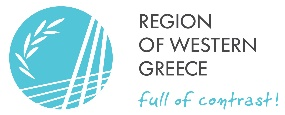 REGION
OF WESTERN
GREECE
full of contrast!